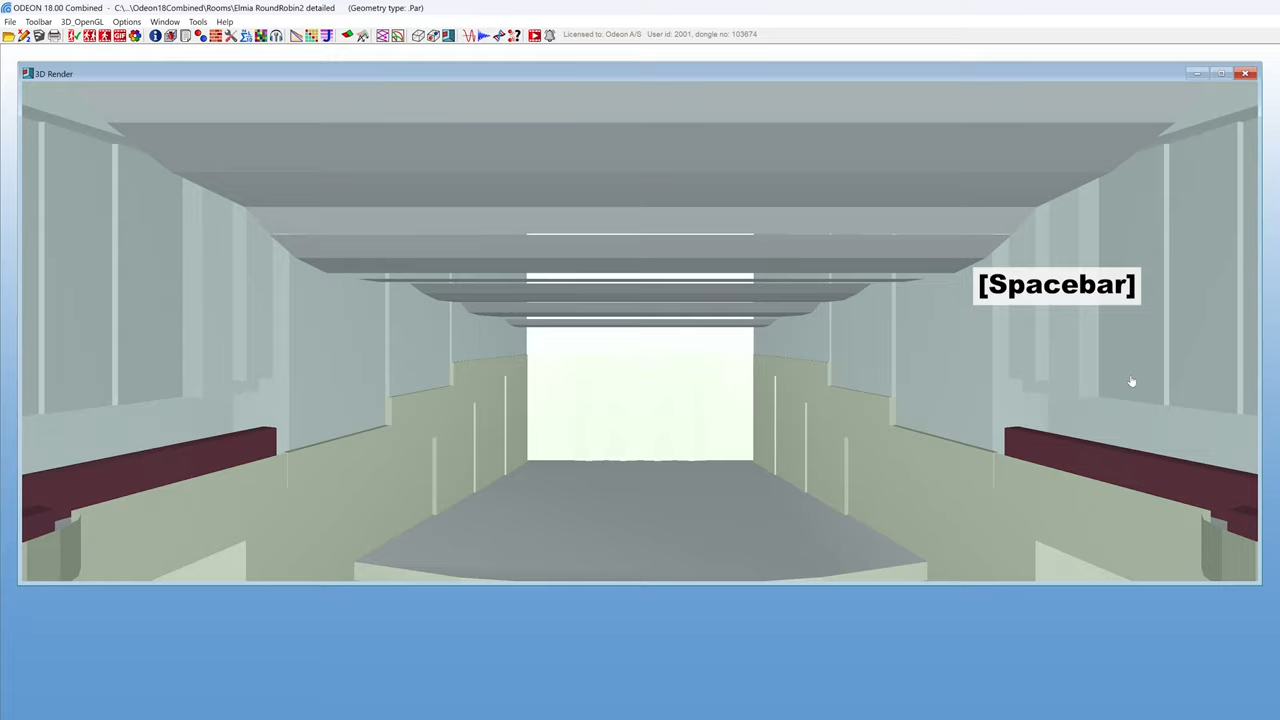 ODEON 18.00 Combined - C:\...\Odeon18Combined\Rooms\Elmia RoundRobin2 detailed (Geometry type: .Par)
File Toolbar 3D_OpenGL Options Window Tools Help
Licensed to: Odeon A/S User id: 2001, dongle no: 103674
3D Render
[Spacebar]